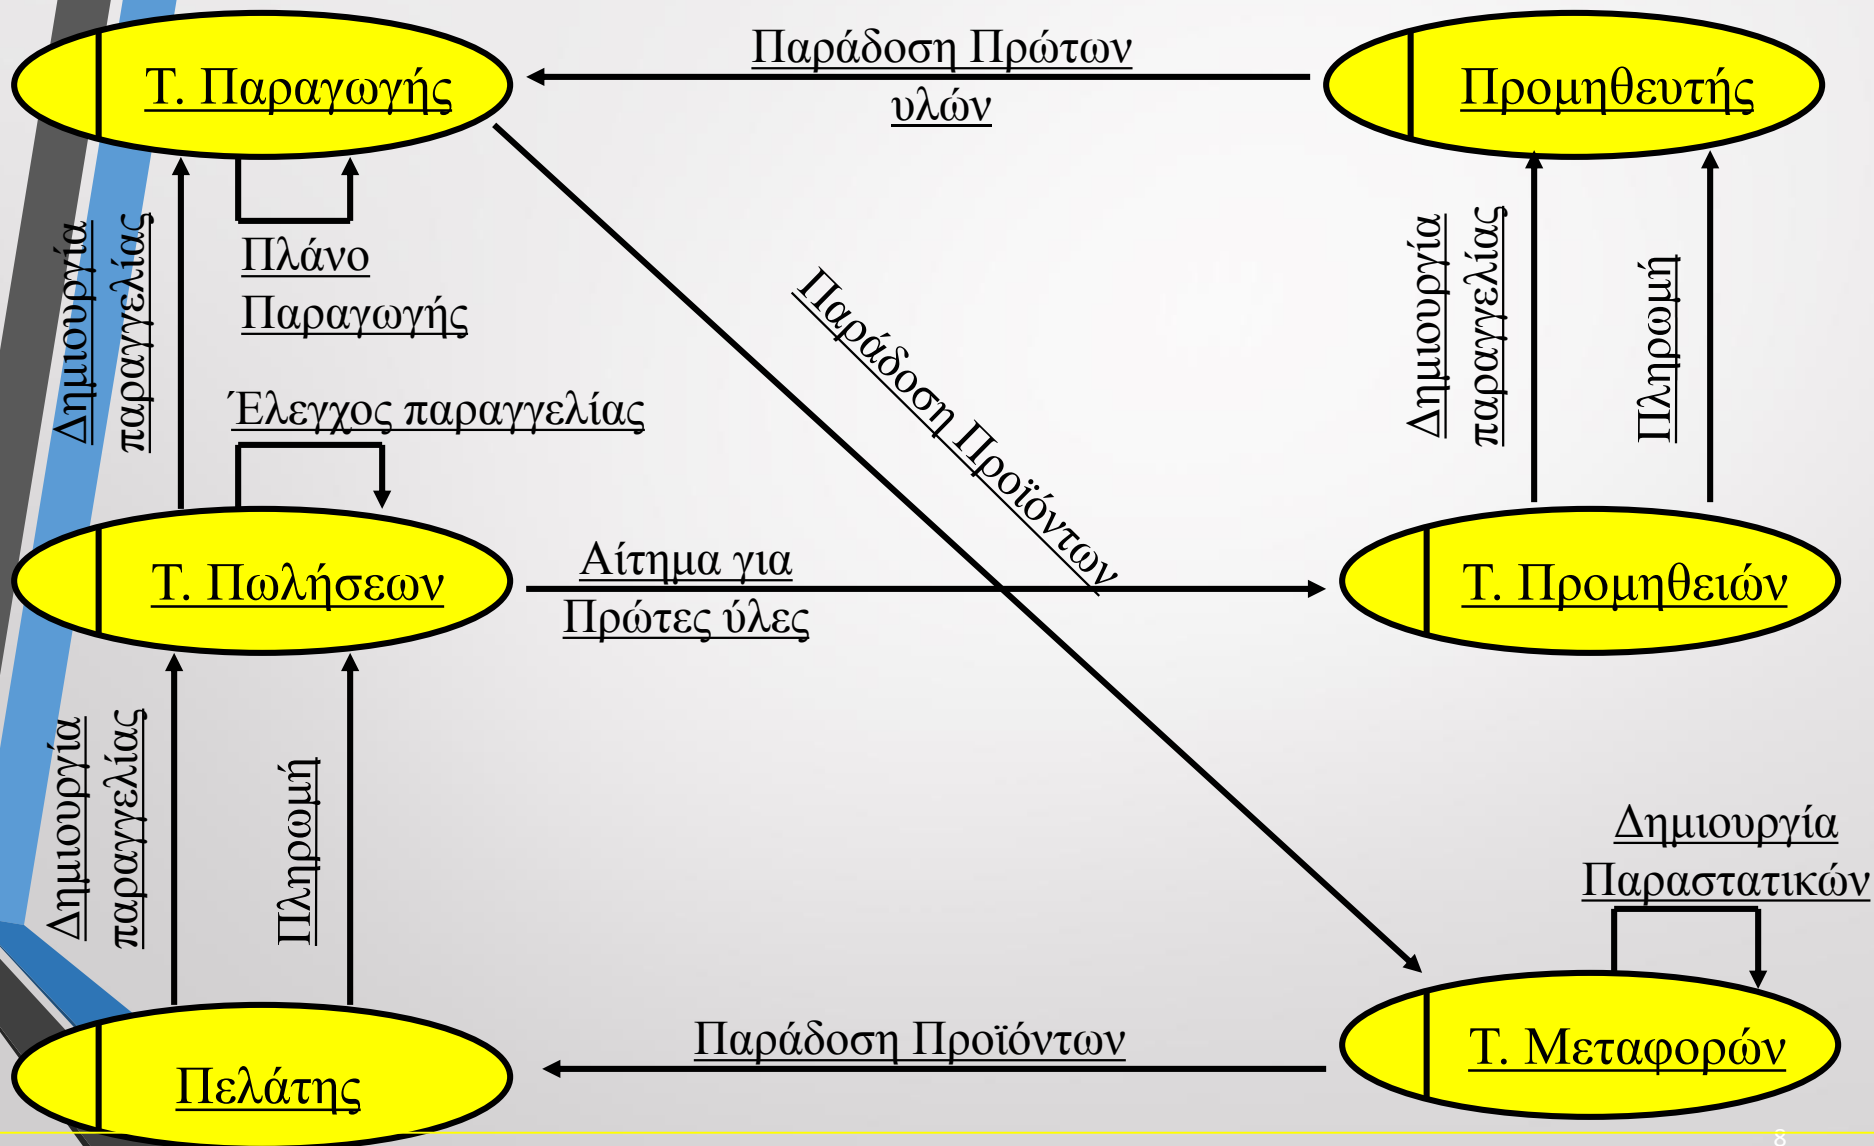 Παράδοση Πρώτων
υλών
Τ. Παραγωγής
Προμηθευτής
Δημιουργία
παραγγελίας
Πλάνο
Παραγωγής
Παράδοση Προϊόντων
Δημιουργία
παραγγελίας
Πληρωμή
Έλεγχος παραγγελίας
Τ. Πωλήσεων
Αίτημα για
Πρώτες ύλες
Τ. Προμηθειών
Δημιουργία
παραγγελίας
Πληρωμή
Δημιουργία
Παραστατικών
Πελάτης
Παράδοση Προϊόντων
Τ. Μεταφορών
8